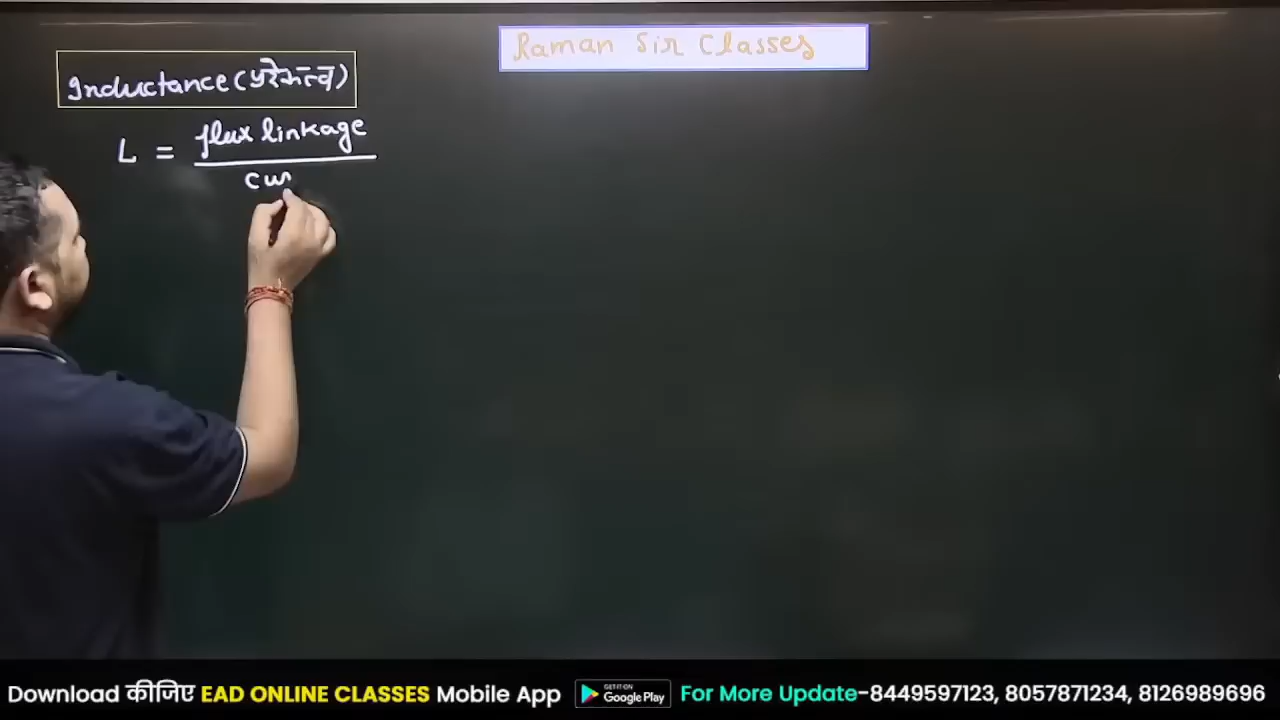 Raman Sir Classes
Inductance (प्रेरकत्व)
L = flux linkage
cur
Download कीजिए EAD ONLINE CLASSES Mobile App GET IT ON Google Play For More Update-8449597123, 8057871234, 8126989696